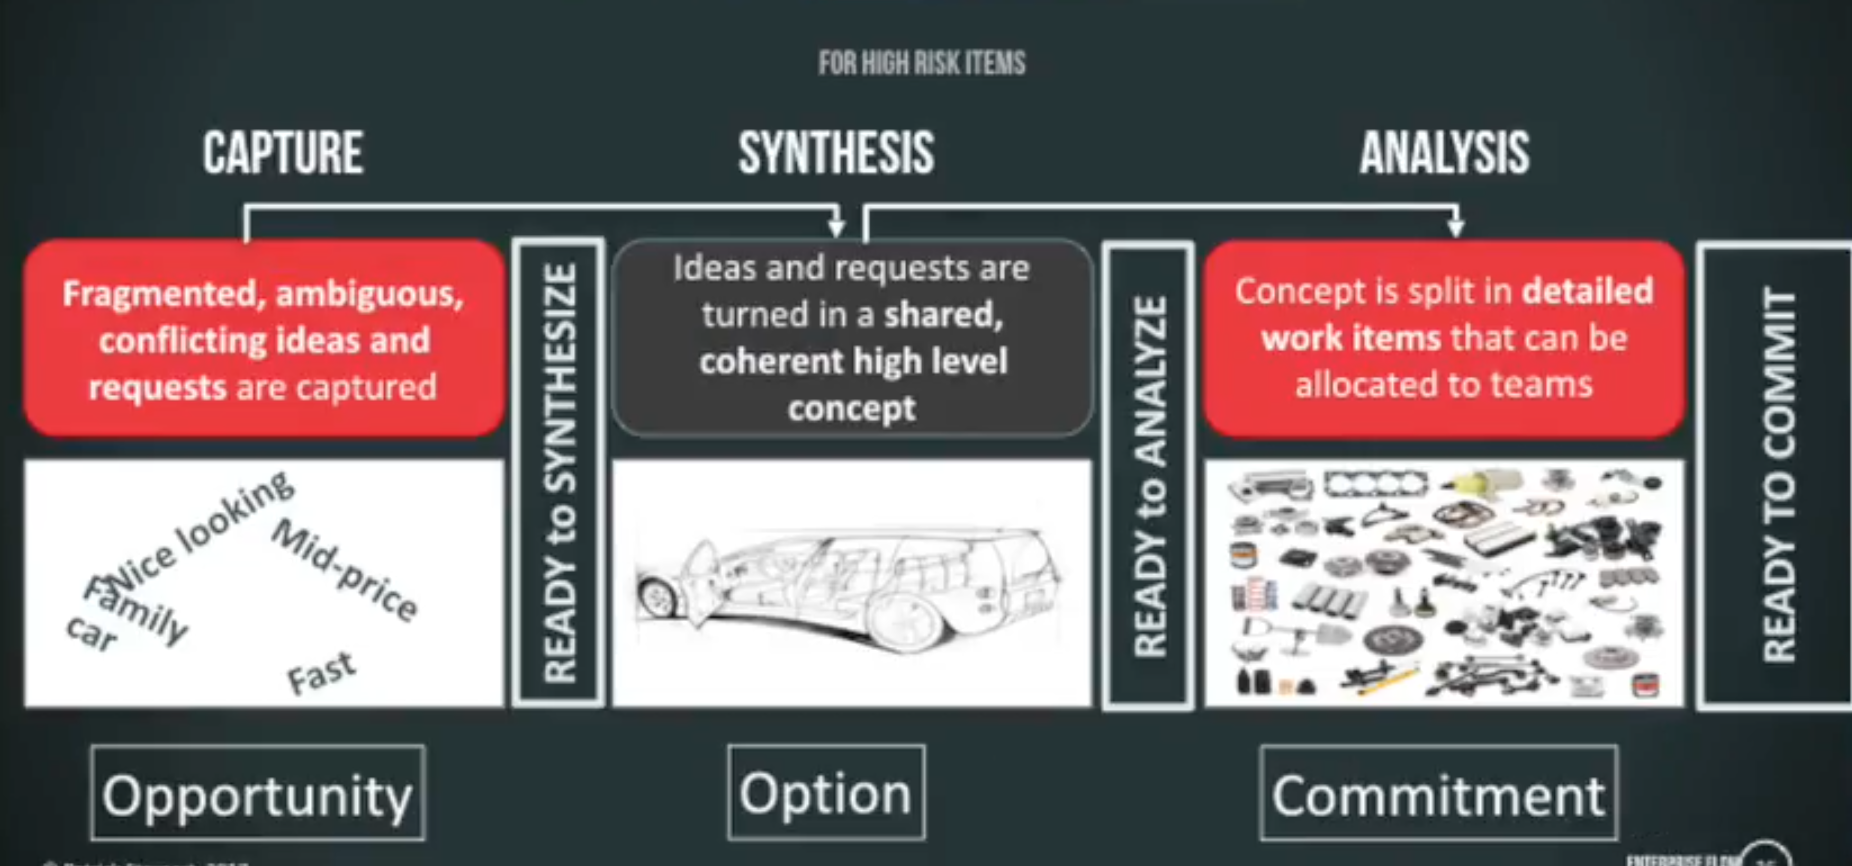 FOR HIGH RISK ITEMS
CAPTURE
SYNTHESIS
ANALYSIS
Fragmented, ambiguous,
conflicting ideas and
requests are captured
READY to SYNTHESIZE
Ideas and requests are
turned in a shared,
coherent high level
concept
READY to ANALYZE
Concept is split in detailed
work items that can be
allocated to teams
READY TO COMMIT
Nice looking
Mid-price
Family
car
Fast
Opportunity
Option
Commitment
ENTERPRISE FLOW